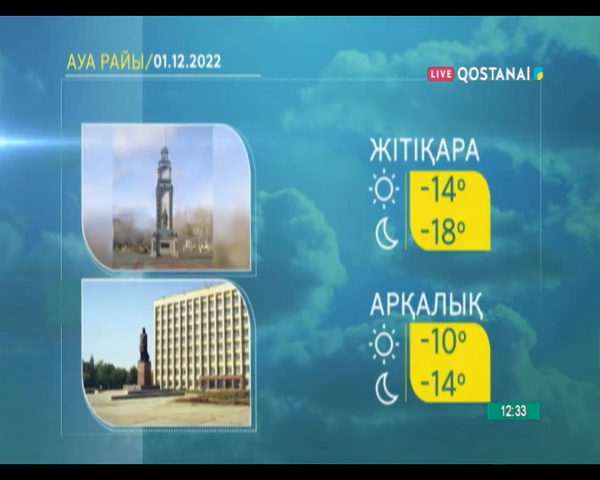 АУА РАЙЫ/01.12.2022
LIVE QOSTANAI
ЖІТІҚАРА
-14°
-18°
АРҚАЛЫҚ
-10°
-14°
12:33